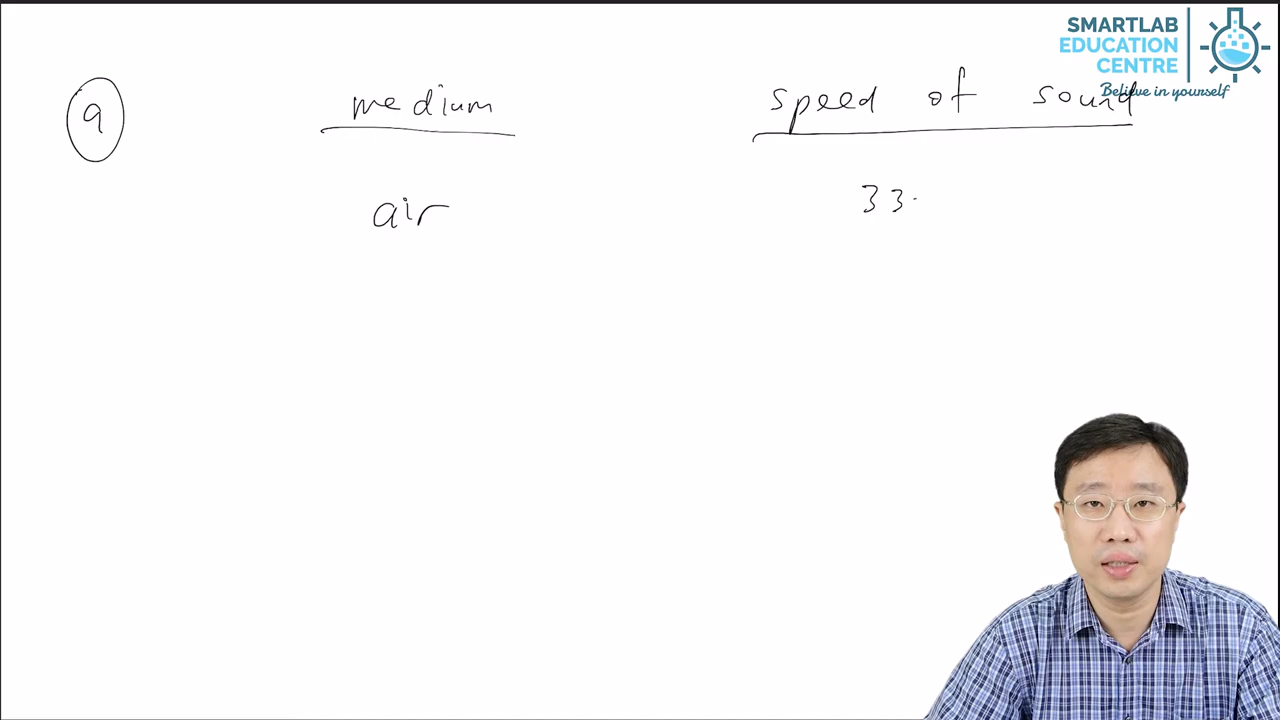 SMARTLAB
EDUCATION
CENTRE
Believe in yourself
9 medium speed of sound
air 33